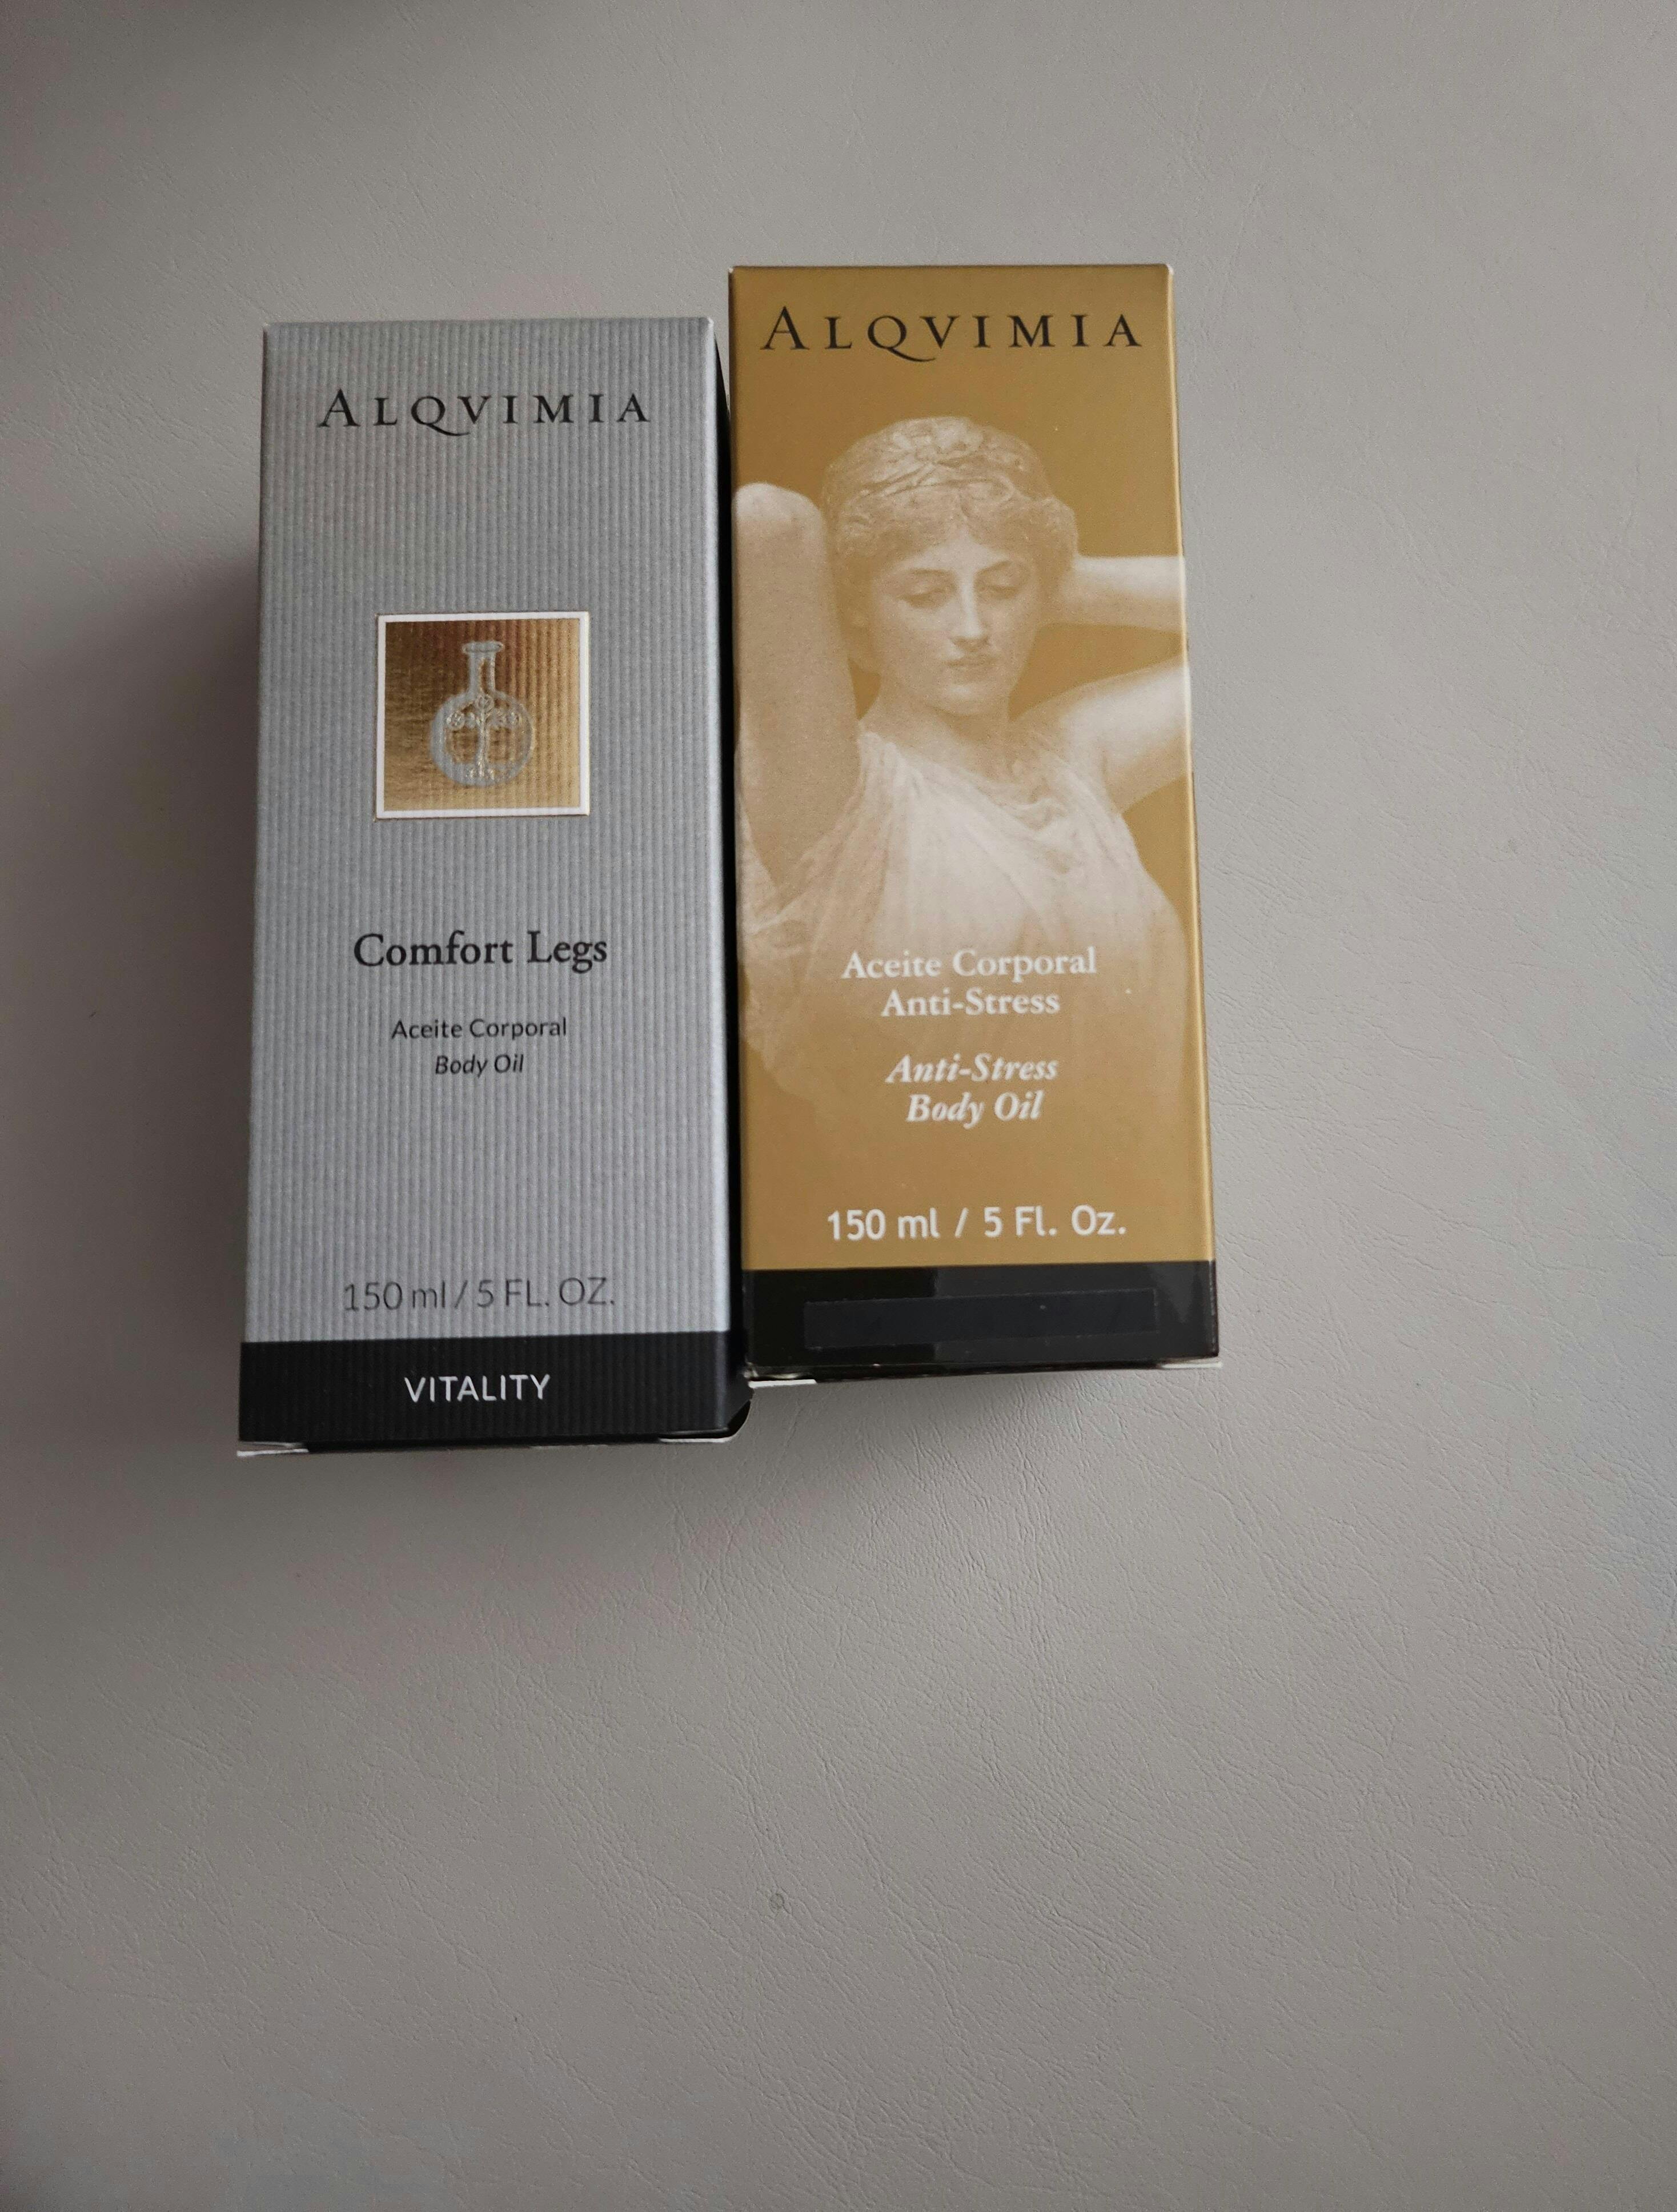 ALQVIMIA
Comfort Legs
Aceite Corporal
Body Oil
150 ml / 5 FL. OZ.
VITALITY
ALQVIMIA
Aceite Corporal
Anti-Stress
Anti-Stress
Body Oil
150 ml / 5 Fl. Oz.